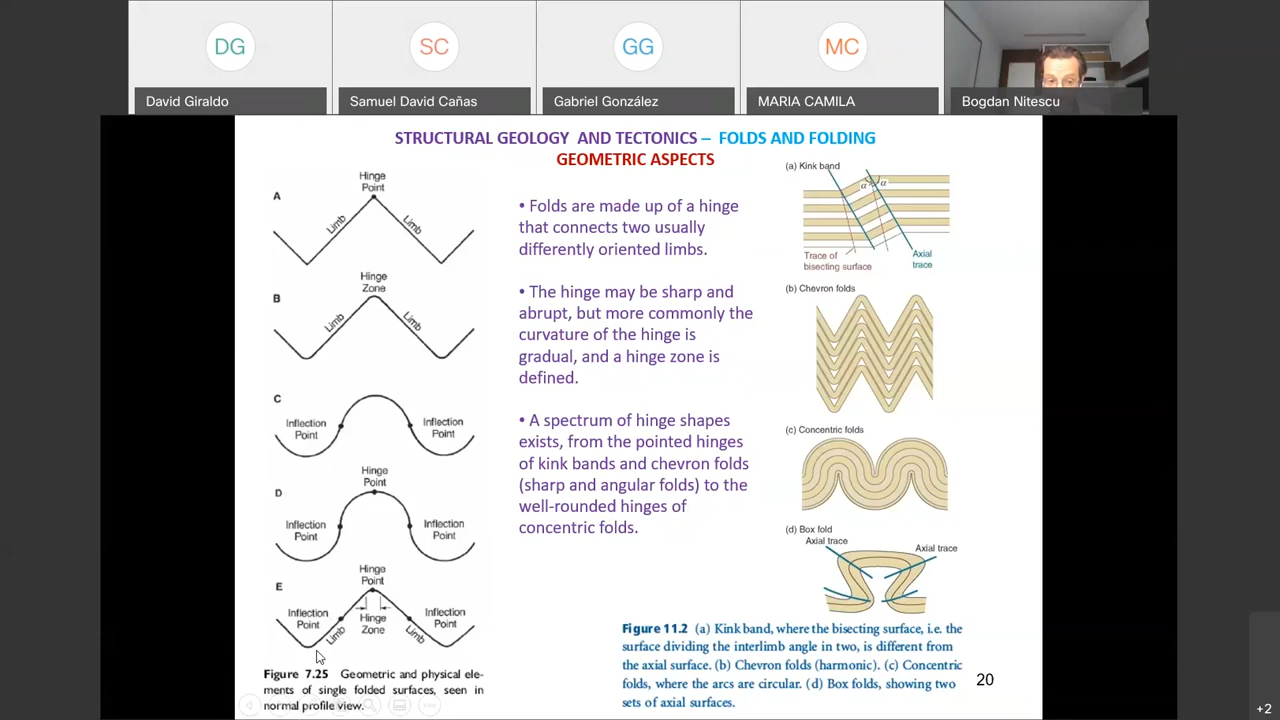 DG
SC
GG
MC
David Giraldo
Samuel David Cañas
Gabriel González
MARIA CAMILA
Bogdan Nitescu
STRUCTURAL GEOLOGY AND TECTONICS – FOLDS AND FOLDING
GEOMETRIC ASPECTS
A
Hinge
Point
Limb
Limb
B
Hinge
Zone
Limb
Limb
C
Inflection
Point
Inflection
Point
D
Hinge
Point
Inflection
Point
Inflection
Point
E
Hinge
Point
Inflection
Point
Limb
Hinge
Zone
Limb
Inflection
Point
Figure 7.25 Geometric and physical ele-
ments of single folded surfaces, seen in
normal profile view.
• Folds are made up of a hinge
that connects two usually
differently oriented limbs.
• The hinge may be sharp and
abrupt, but more commonly the
curvature of the hinge is
gradual, and a hinge zone is
defined.
• A spectrum of hinge shapes
exists, from the pointed hinges
of kink bands and chevron folds
(sharp and angular folds) to the
well-rounded hinges of
concentric folds.
(a) Kink band
α α
Trace of
bisecting surface
Axial
trace
(b) Chevron folds
(c) Concentric folds
(d) Box fold
Axial trace
Axial trace
Figure 11.2 (a) Kink band, where the bisecting surface, i.e. the
surface dividing the interlimb angle in two, is different from
the axial surface. (b) Chevron folds (harmonic). (c) Concentric
folds, where the arcs are circular. (d) Box folds, showing two
sets of axial surfaces.
20
+2